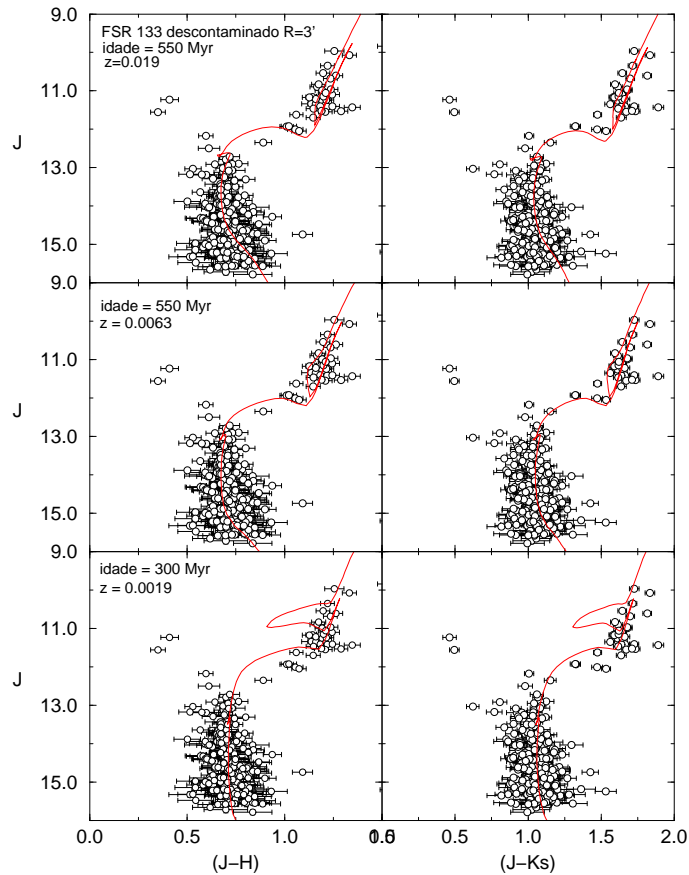 9.0
FSR 133 descontaminado R=3'
idade = 550 Myr
z=0.019
11.0
J
13.0
15.0
9.0
idade = 550 Myr
z = 0.0063
11.0
J
13.0
15.0
9.0
idade = 300 Myr
z = 0.0019
11.0
J
13.0
15.0
0.0 0.5 1.0 1.5
0.0 0.5 1.0 1.5 2.0
(J−H) (J−Ks)